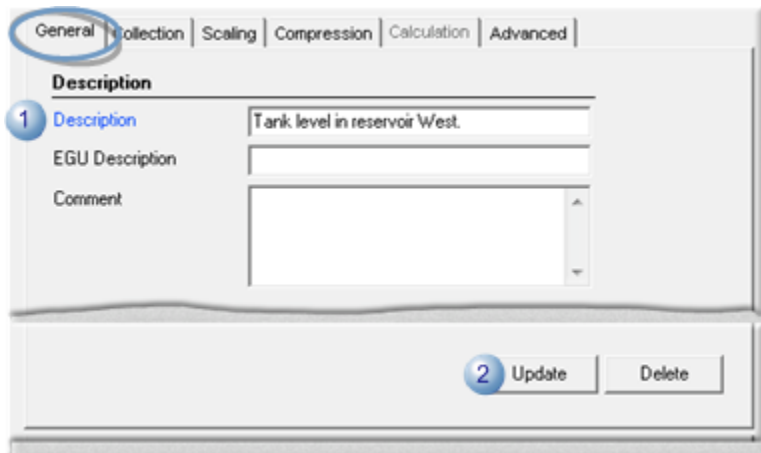 General Collection Scaling Compression Calculation Advanced
Description
1 Description Tank level in reservoir West.
EGU Description
Comment
2 Update Delete